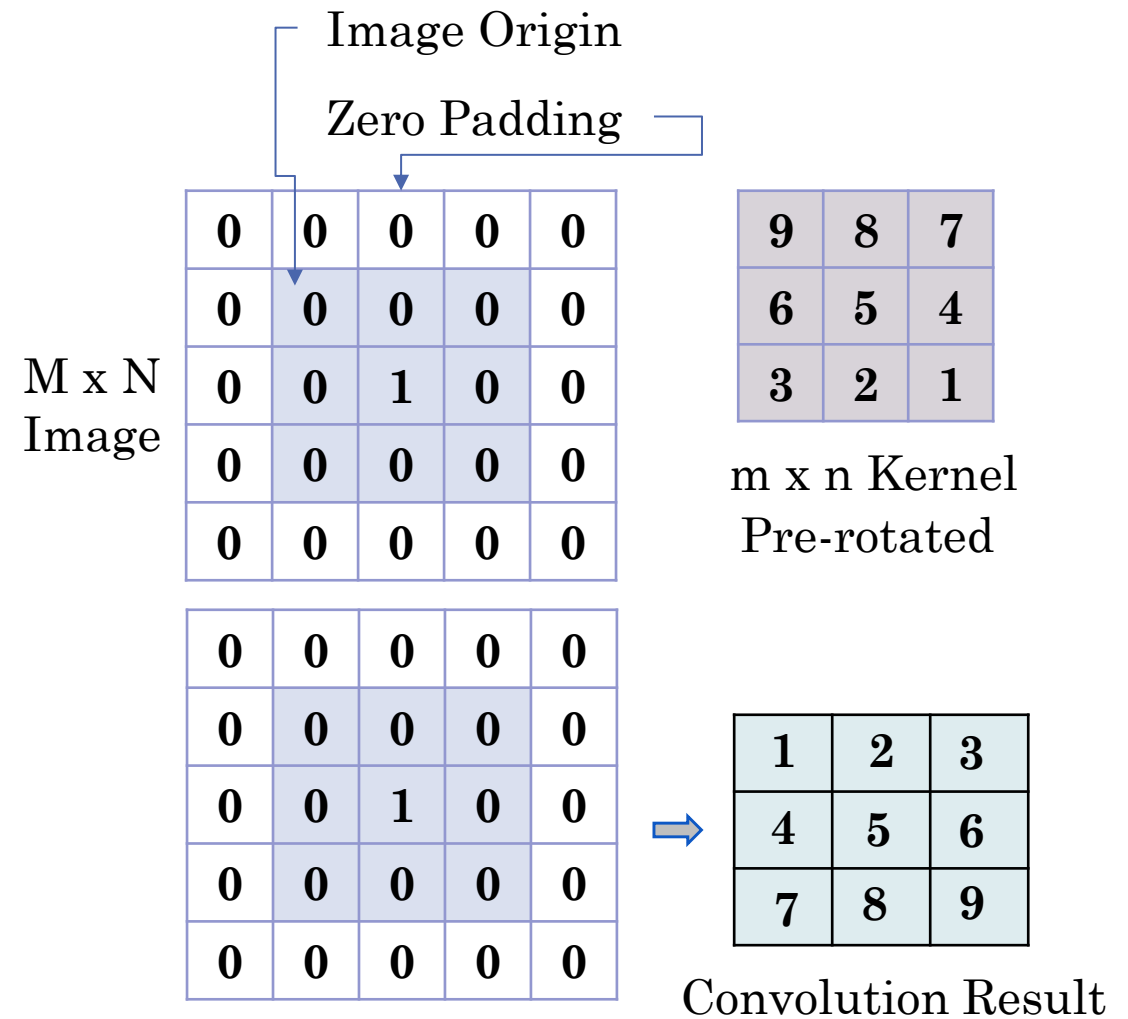 Image Origin
Zero Padding
0 0 0 0 0
0 0 0 0 0
0 0 1 0 0
0 0 0 0 0
0 0 0 0 0
M x N
Image
9 8 7
6 5 4
3 2 1
m x n Kernel
Pre-rotated
0 0 0 0 0
0 0 0 0 0
0 0 1 0 0
0 0 0 0 0
0 0 0 0 0
1 2 3
4 5 6
7 8 9
Convolution Result